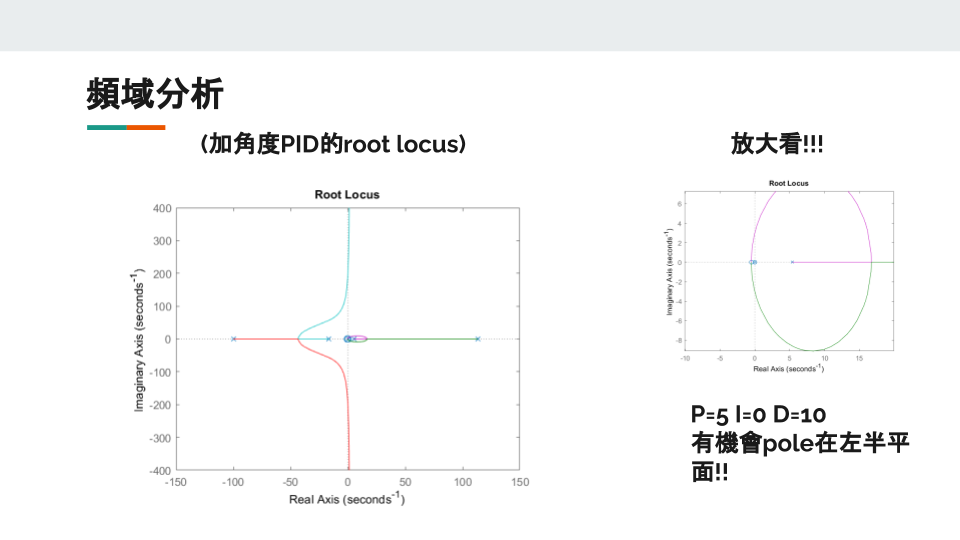 頻域分析
(加角度PID的root locus)
放大看!!!
Root Locus
400
300
200
100
0
-100
-200
-300
-400
-150 -100 -50 0 50 100 150
Imaginary Axis (seconds-1)
Real Axis (seconds-1)
Root Locus
6
4
2
0
-2
-4
-6
-8
-10 -5 0 5 10 15
Imaginary Axis (seconds-1)
Real Axis (seconds-1)
P=5 I=0 D=10
有機會pole在左半平
面!!